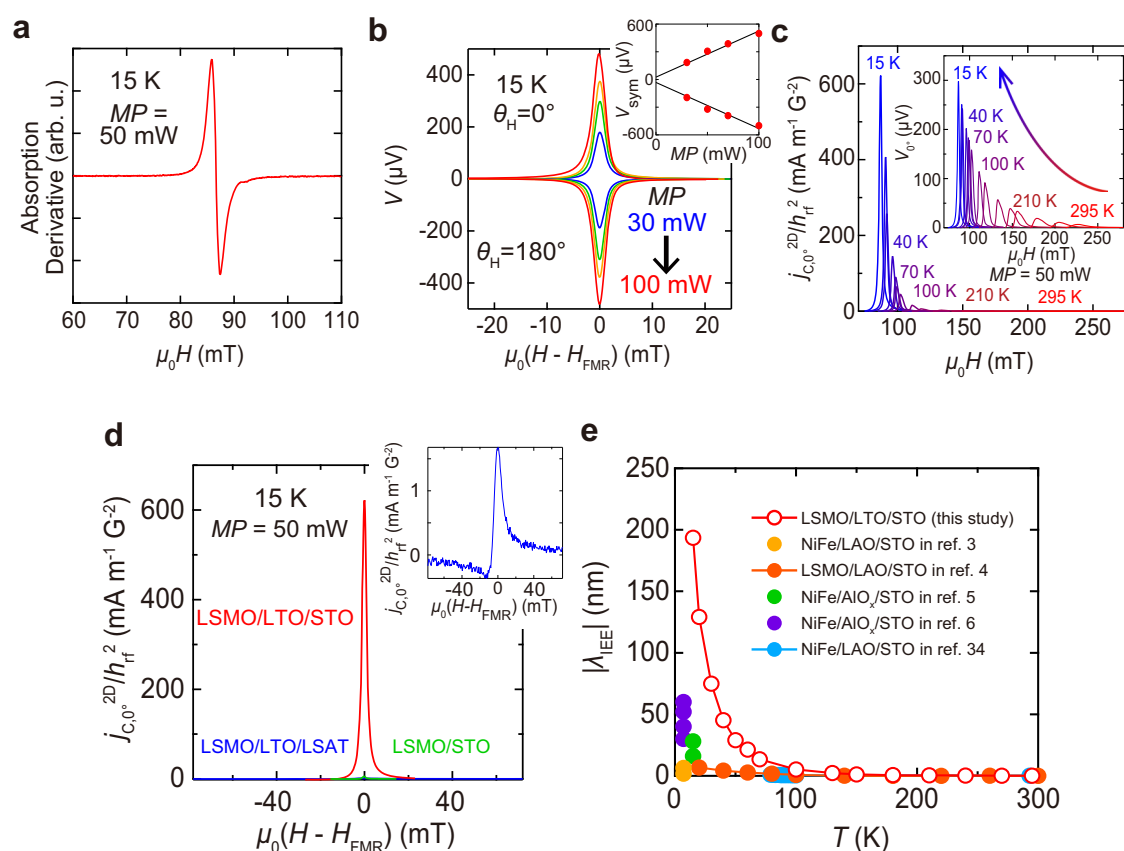 a
15 K
MP =
50 mW
Absorption
Derivative (arb. u.)
60 70 80 90 100 110
μ0H (mT)
b
400
200
0
-200
-400
V (μV)
15 K
θH=0°
θH=180°
MP
30 mW
100 mW
-20 -10 0 10 20
μ0(H - HFMR) (mT)
600
0
-600
Vsym (μV)
0 50 100
MP (mW)
c
600
400
200
0
jC,0°2D/hrf2 (mA m-1 G-2)
15 K
40 K
70 K
100 K
210 K
295 K
100 150 200 250
μ0H (mT)
300
200
100
0
V0° (μV)
15 K
40 K
70 K
100 K
210 K
295 K
100 150 200 250
μ0H (mT)
MP = 50 mW
d
600
400
200
0
jC,0°2D/hrf2 (mA m-1 G-2)
15 K
MP = 50 mW
LSMO/LTO/STO
LSMO/LTO/LSAT
LSMO/STO
-40 0 40
μ0(H - HFMR) (mT)
1
0
jC,0°2D/hrf2 (mA m-1 G-2)
-40 0 40
μ0(H-HFMR) (mT)
e
250
200
150
100
50
0
|λIEE| (nm)
LSMO/LTO/STO (this study)
NiFe/LAO/STO in ref. 3
LSMO/LAO/STO in ref. 4
NiFe/AlOx/STO in ref. 5
NiFe/AlOx/STO in ref. 6
NiFe/LAO/STO in ref. 34
0 100 200 300
T (K)